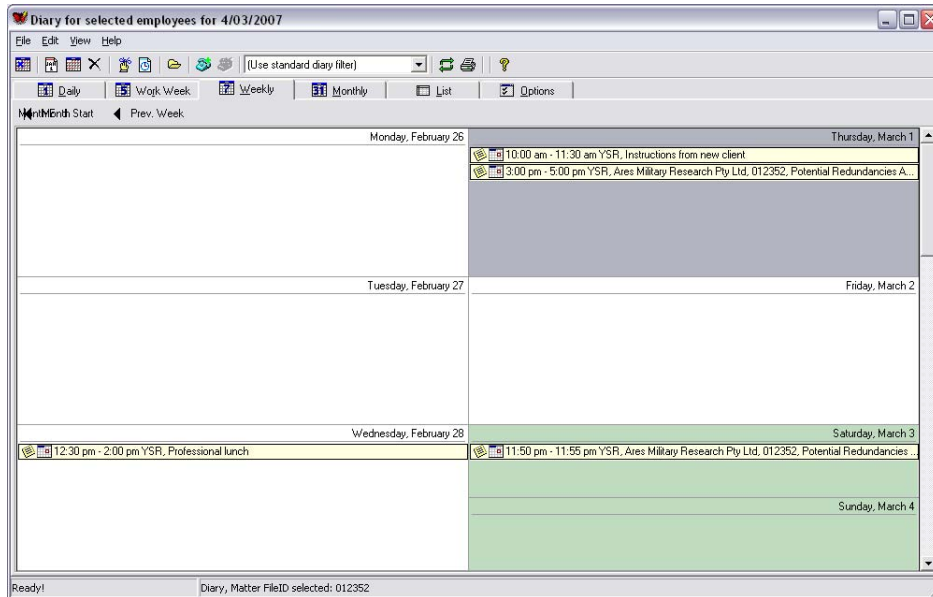 Diary for selected employees for 4/03/2007
File Edit View Help
(Use standard diary filter)
1 Daily 5 Work Week 7 Weekly 31 Monthly List Options
Start Prev. Week
Monday, February 26
Thursday, March 1
10:00 am - 11:30 am YSR, Instructions from new client
3:00 pm - 5:00 pm YSR, Ares Military Research Pty Ltd, 012352, Potential Redundancies A...
Tuesday, February 27
Friday, March 2
Wednesday, February 28
12:30 pm - 2:00 pm YSR, Professional lunch
Saturday, March 3
11:50 pm - 11:55 pm YSR, Ares Military Research Pty Ltd, 012352, Potential Redundancies ...
Sunday, March 4
Ready! Diary, Matter FileID selected: 012352